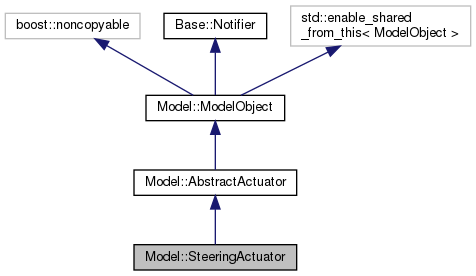 boost::noncopyable
Base::Notifier
std::enable_shared
_from_this< ModelObject >
Model::ModelObject
Model::AbstractActuator
Model::SteeringActuator